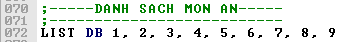 070 ;-----DANH SACH MON AN-----
071 ;--------------------------
072 LIST DB 1, 2, 3, 4, 5, 6, 7, 8, 9